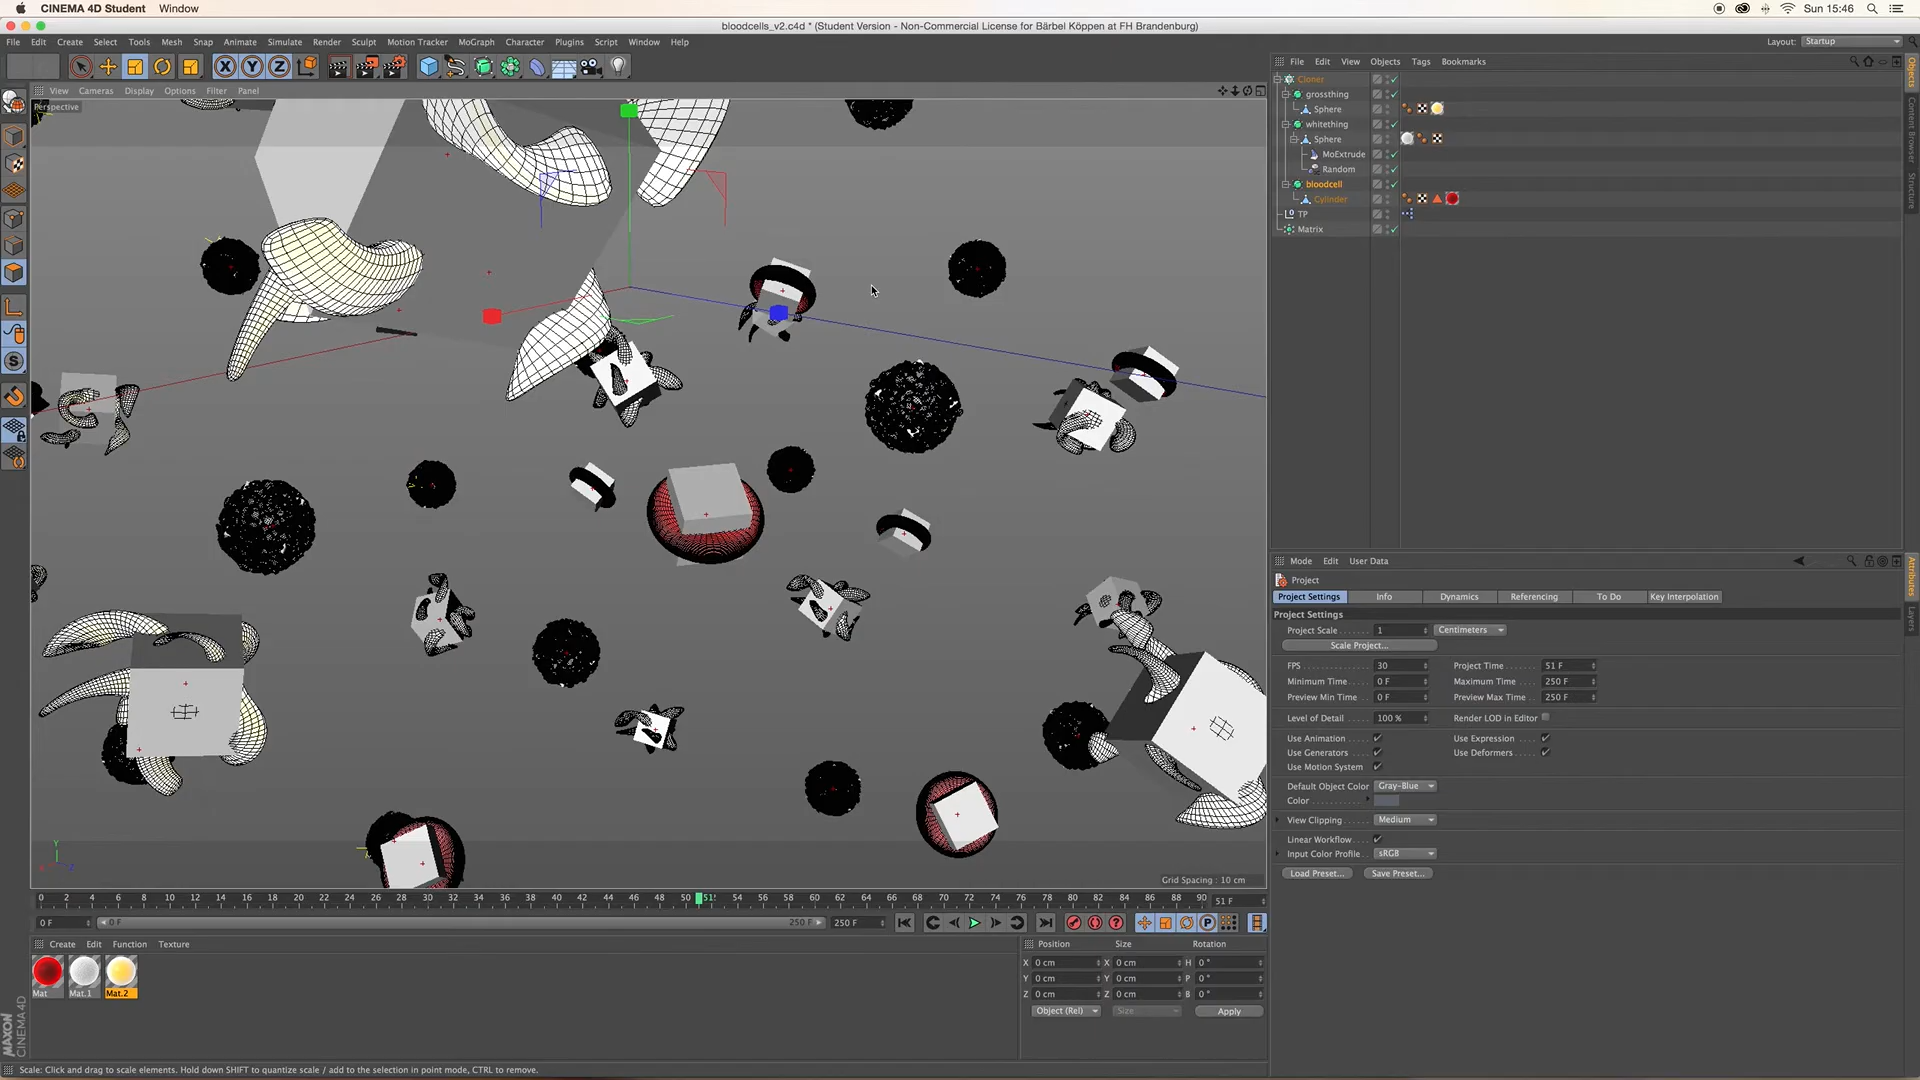 CINEMA 4D Student Window
Sun 15:46
bloodcells_v2.c4d * (Student Version - Non-Commercial License for Bärbel Köppen at FH Brandenburg)
File Edit Create Select Tools Mesh Snap Animate Simulate Render Sculpt Motion Tracker MoGraph Character Plugins Script Window Help
Layout: Startup
X Y Z
View Cameras Display Options Filter Panel
Perspective
File Edit View Objects Tags Bookmarks
Cloner
grossthing
Sphere
whitething
Sphere
MoExtrude
Random
bloodcell
Cylinder
TP
Matrix
Objects
Content Browser
Structure
Mode Edit User Data
Project
Project Settings Info Dynamics Referencing To Do Key Interpolation
Project Settings
Project Scale 1 Centimeters
Scale Project...
FPS 30 Project Time 51 F
Minimum Time 0 F Maximum Time 250 F
Preview Min Time 0 F Preview Max Time 250 F
Level of Detail 100 % Render LOD in Editor
Use Animation Use Expression
Use Generators Use Deformers
Use Motion System
Default Object Color Gray-Blue
Color
View Clipping Medium
Linear Workflow
Input Color Profile sRGB
Load Preset... Save Preset...
Attributes
Layers
Y
Z
Grid Spacing : 10 cm
0 2 4 6 8 10 12 14 16 18 20 22 24 26 28 30 32 34 36 38 40 42 44 46 48 50 51 54 56 58 60 62 64 66 68 70 72 74 76 78 80 82 84 86 88 90 51 F
0 F 0 F 250 F 250 F
Create Edit Function Texture
Mat Mat.1 Mat.2
Position Size Rotation
X 0 cm X 0 cm H 0 °
Y 0 cm Y 0 cm P 0 °
Z 0 cm Z 0 cm B 0 °
Object (Rel) Size Apply
MAXON CINEMA 4D
Scale: Click and drag to scale elements. Hold down SHIFT to quantize scale / add to the selection in point mode, CTRL to remove.